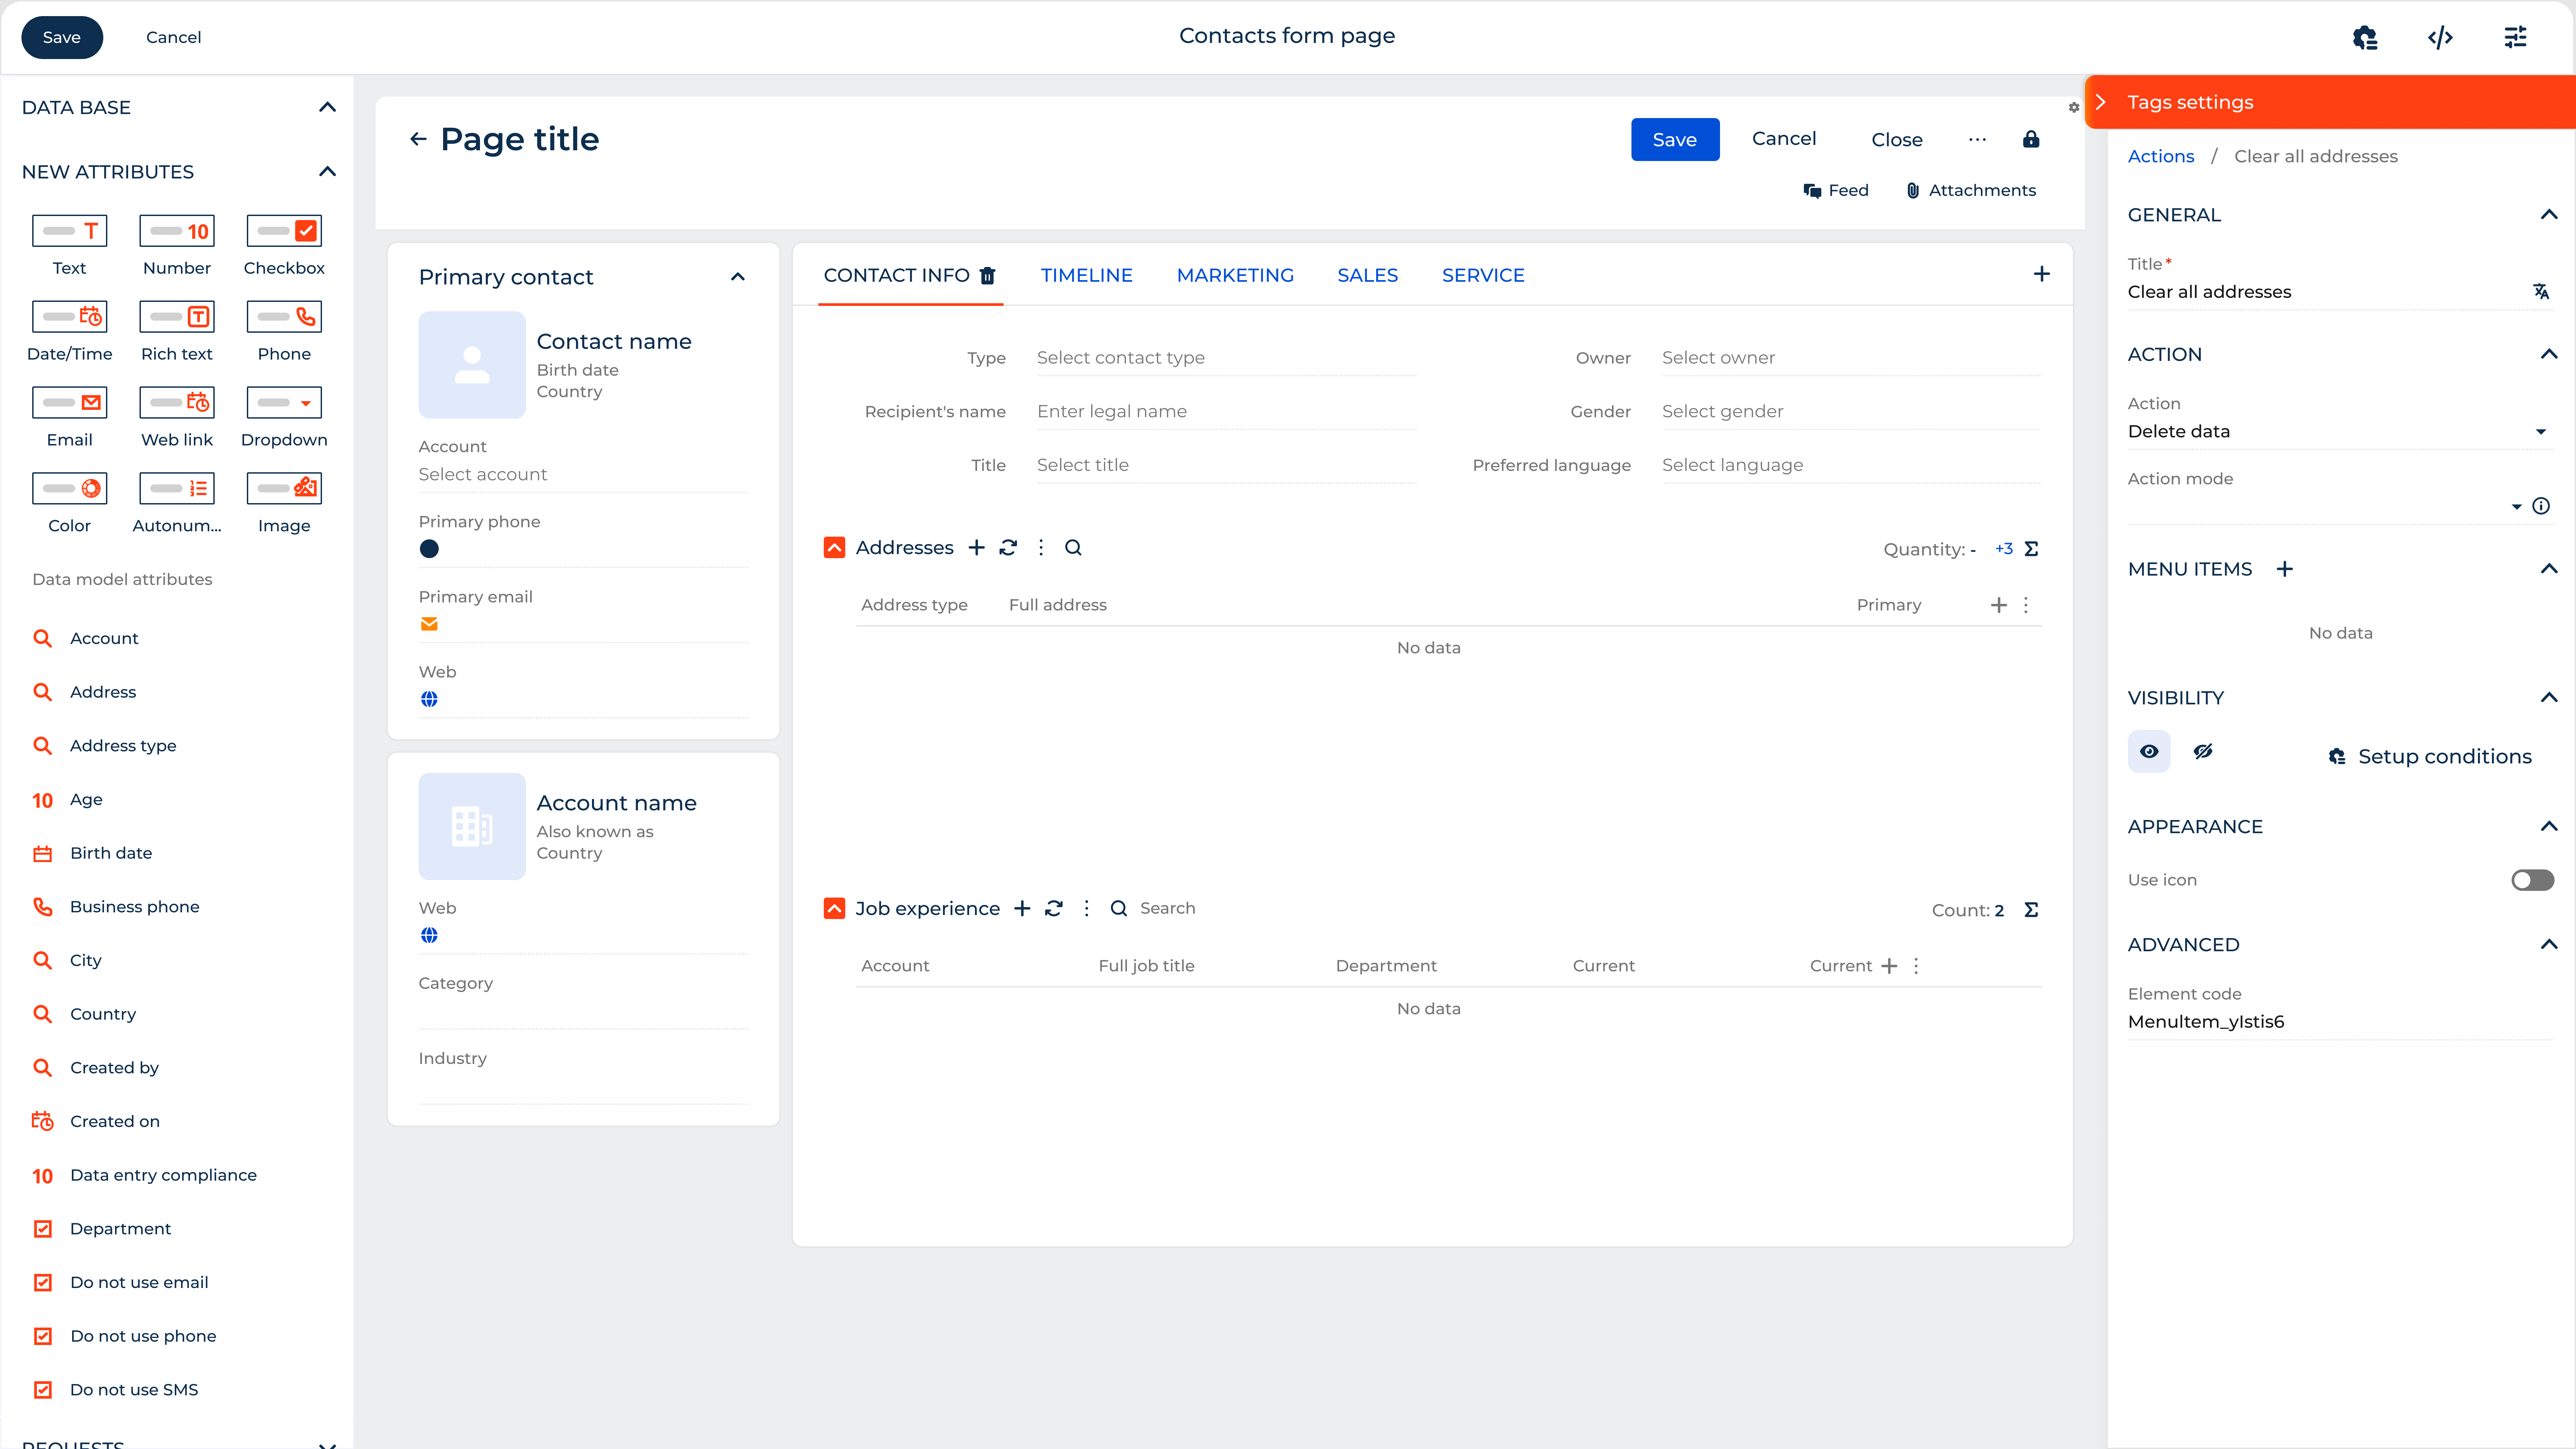 Save
Cancel
Contacts form page
DATA BASE
NEW ATTRIBUTES
T
10
Text
Number
Checkbox
T
Date/Time
Rich text
Phone
Email
Web link
Dropdown
Color
Autonum...
Image
Data model attributes
Account
Address
Address type
10 Age
Birth date
Business phone
City
Country
Created by
Created on
10 Data entry compliance
Department
Do not use email
Do not use phone
Do not use SMS
Page title
Save
Cancel
Close
Feed
Attachments
Primary contact
Contact name
Birth date
Country
Account
Select account
Primary phone
Primary email
Web
Account name
Also known as
Country
Web
Category
Industry
CONTACT INFO
TIMELINE
MARKETING
SALES
SERVICE
Type
Select contact type
Owner
Select owner
Recipient's name
Enter legal name
Gender
Select gender
Title
Select title
Preferred language
Select language
Addresses
Quantity: -
+3
Address type
Full address
Primary
No data
Job experience
Search
Count: 2
Account
Full job title
Department
Current
Current
No data
Tags settings
Actions / Clear all addresses
GENERAL
Title*
Clear all addresses
ACTION
Action
Delete data
Action mode
MENU ITEMS
No data
VISIBILITY
Setup conditions
APPEARANCE
Use icon
ADVANCED
Element code
MenuItem_yIstis6